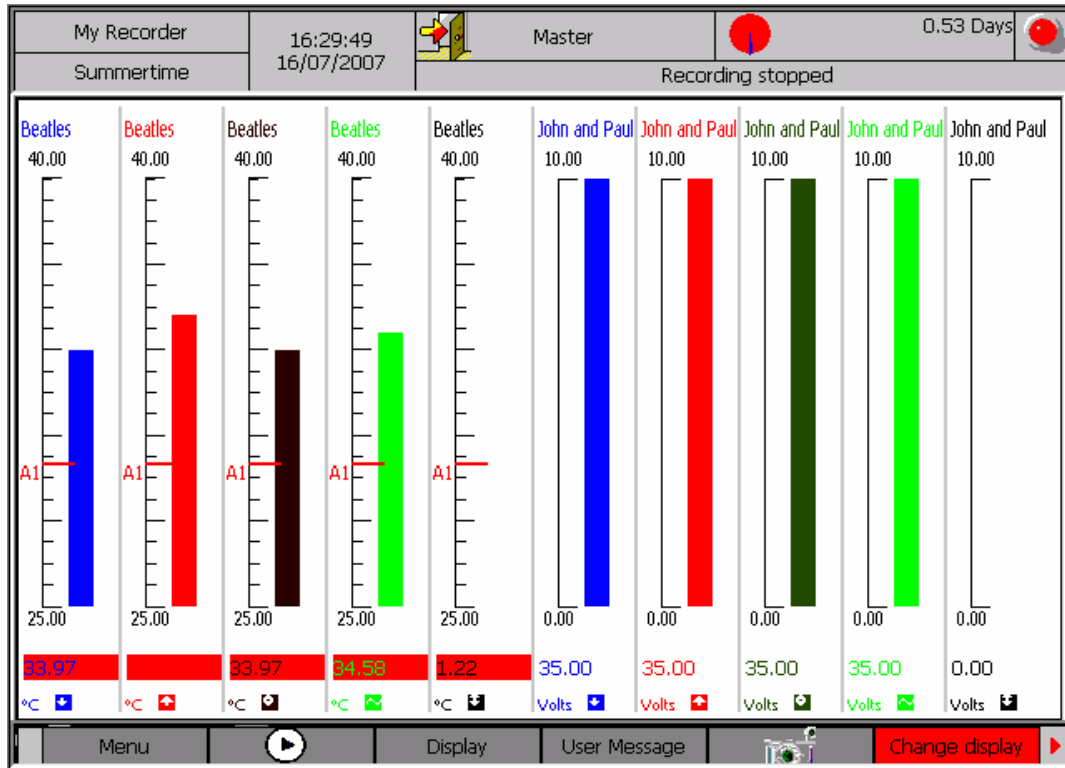 My Recorder
Summertime
16:29:49
16/07/2007
Master
0.53 Days
Recording stopped
Beatles Beatles Beatles Beatles Beatles John and Paul John and Paul John and Paul John and Paul John and Paul
40.00 40.00 40.00 40.00 40.00 10.00 10.00 10.00 10.00 10.00
A1 A1 A1 A1 A1
25.00 25.00 25.00 25.00 25.00 0.00 0.00 0.00 0.00 0.00
33.97 33.97 34.58 1.22 35.00 35.00 35.00 35.00 0.00
°C °C °C °C °C Volts Volts Volts Volts Volts
Menu Display User Message Change display